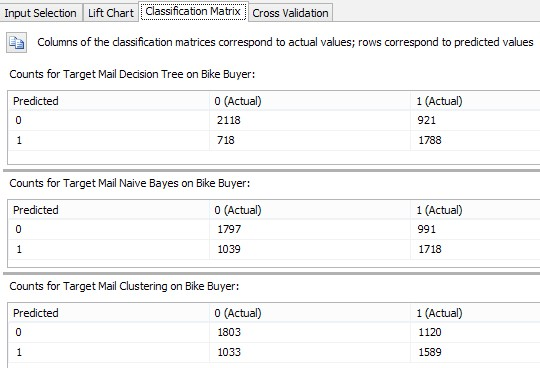 Input Selection Lift Chart Classification Matrix Cross Validation
Columns of the classification matrices correspond to actual values; rows correspond to predicted values
Counts for Target Mail Decision Tree on Bike Buyer:
Predicted 0 (Actual) 1 (Actual)
0 2118 921
1 718 1788
Counts for Target Mail Naive Bayes on Bike Buyer:
Predicted 0 (Actual) 1 (Actual)
0 1797 991
1 1039 1718
Counts for Target Mail Clustering on Bike Buyer:
Predicted 0 (Actual) 1 (Actual)
0 1803 1120
1 1033 1589